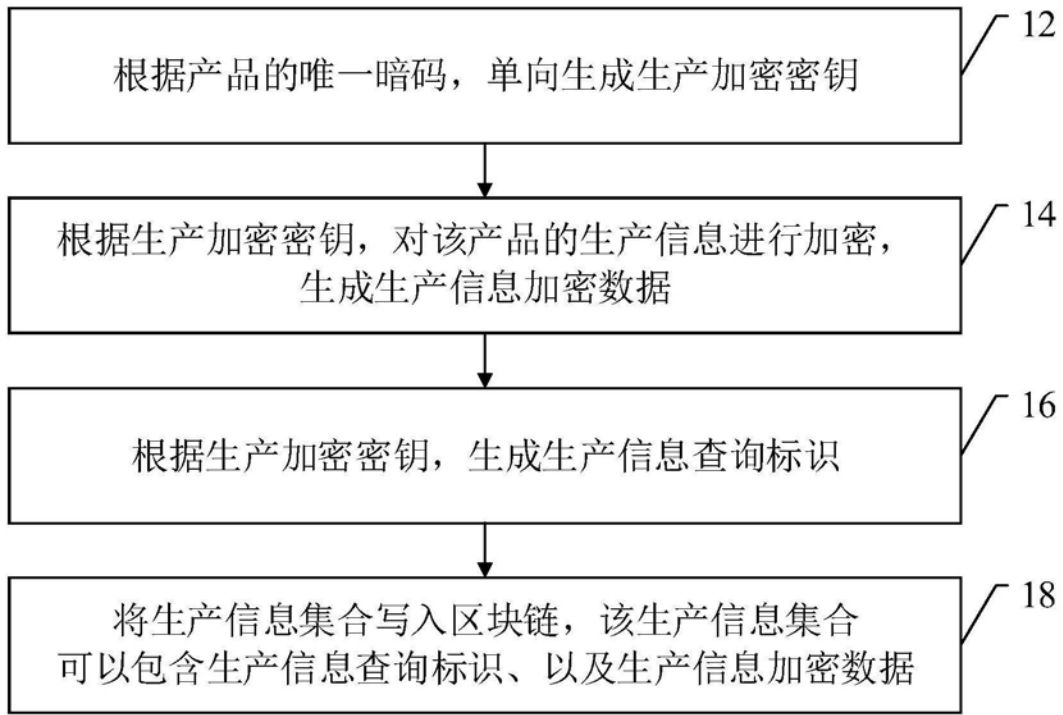 12
根据产品的唯一暗码，单向生成生产加密密钥
14
根据生产加密密钥，对该产品的生产信息进行加密，
生成生产信息加密数据
16
根据生产加密密钥，生成生产信息查询标识
18
将生产信息集合写入区块链，该生产信息集合
可以包含生产信息查询标识、以及生产信息加密数据